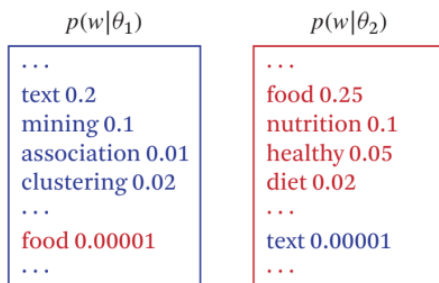 p(w|θ₁)
...
text 0.2
mining 0.1
association 0.01
clustering 0.02
...
food 0.00001
...
p(w|θ₂)
...
food 0.25
nutrition 0.1
healthy 0.05
diet 0.02
...
text 0.00001
...